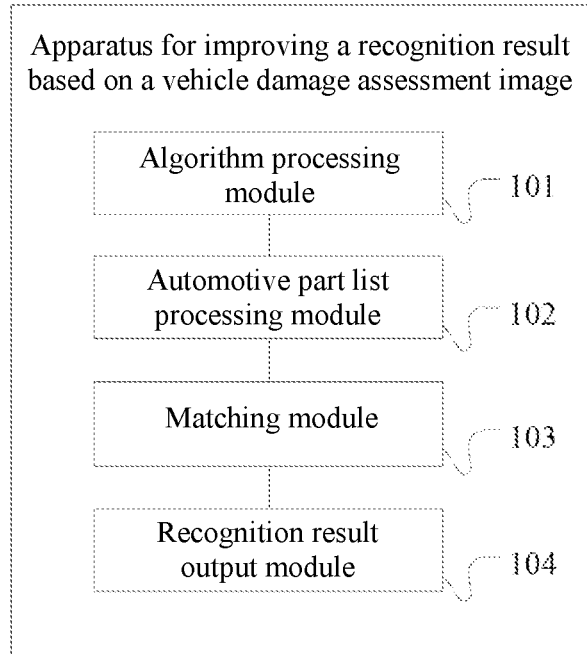 Apparatus for improving a recognition result
based on a vehicle damage assessment image
Algorithm processing
module
101
Automotive part list
processing module
102
Matching module
103
Recognition result
output module
104